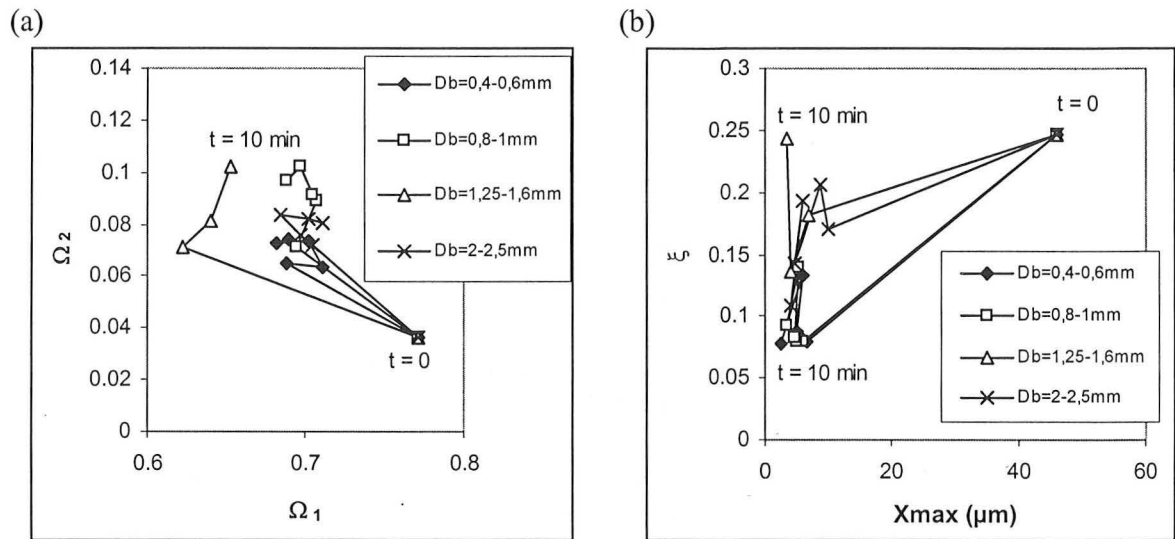 (a)
0.14
0.12
0.1
0.08
0.06
0.04
0.02
0
Ω2
0.6
0.7
0.8
Ω1
t = 10 min
t = 0
Db=0,4-0,6mm
Db=0,8-1mm
Db=1,25-1,6mm
Db=2-2,5mm
(b)
0.3
0.25
0.2
0.15
0.1
0.05
0
ξ
0
20
40
60
Xmax (µm)
t = 10 min
t = 0
t = 10 min
Db=0,4-0,6mm
Db=0,8-1mm
Db=1,25-1,6mm
Db=2-2,5mm